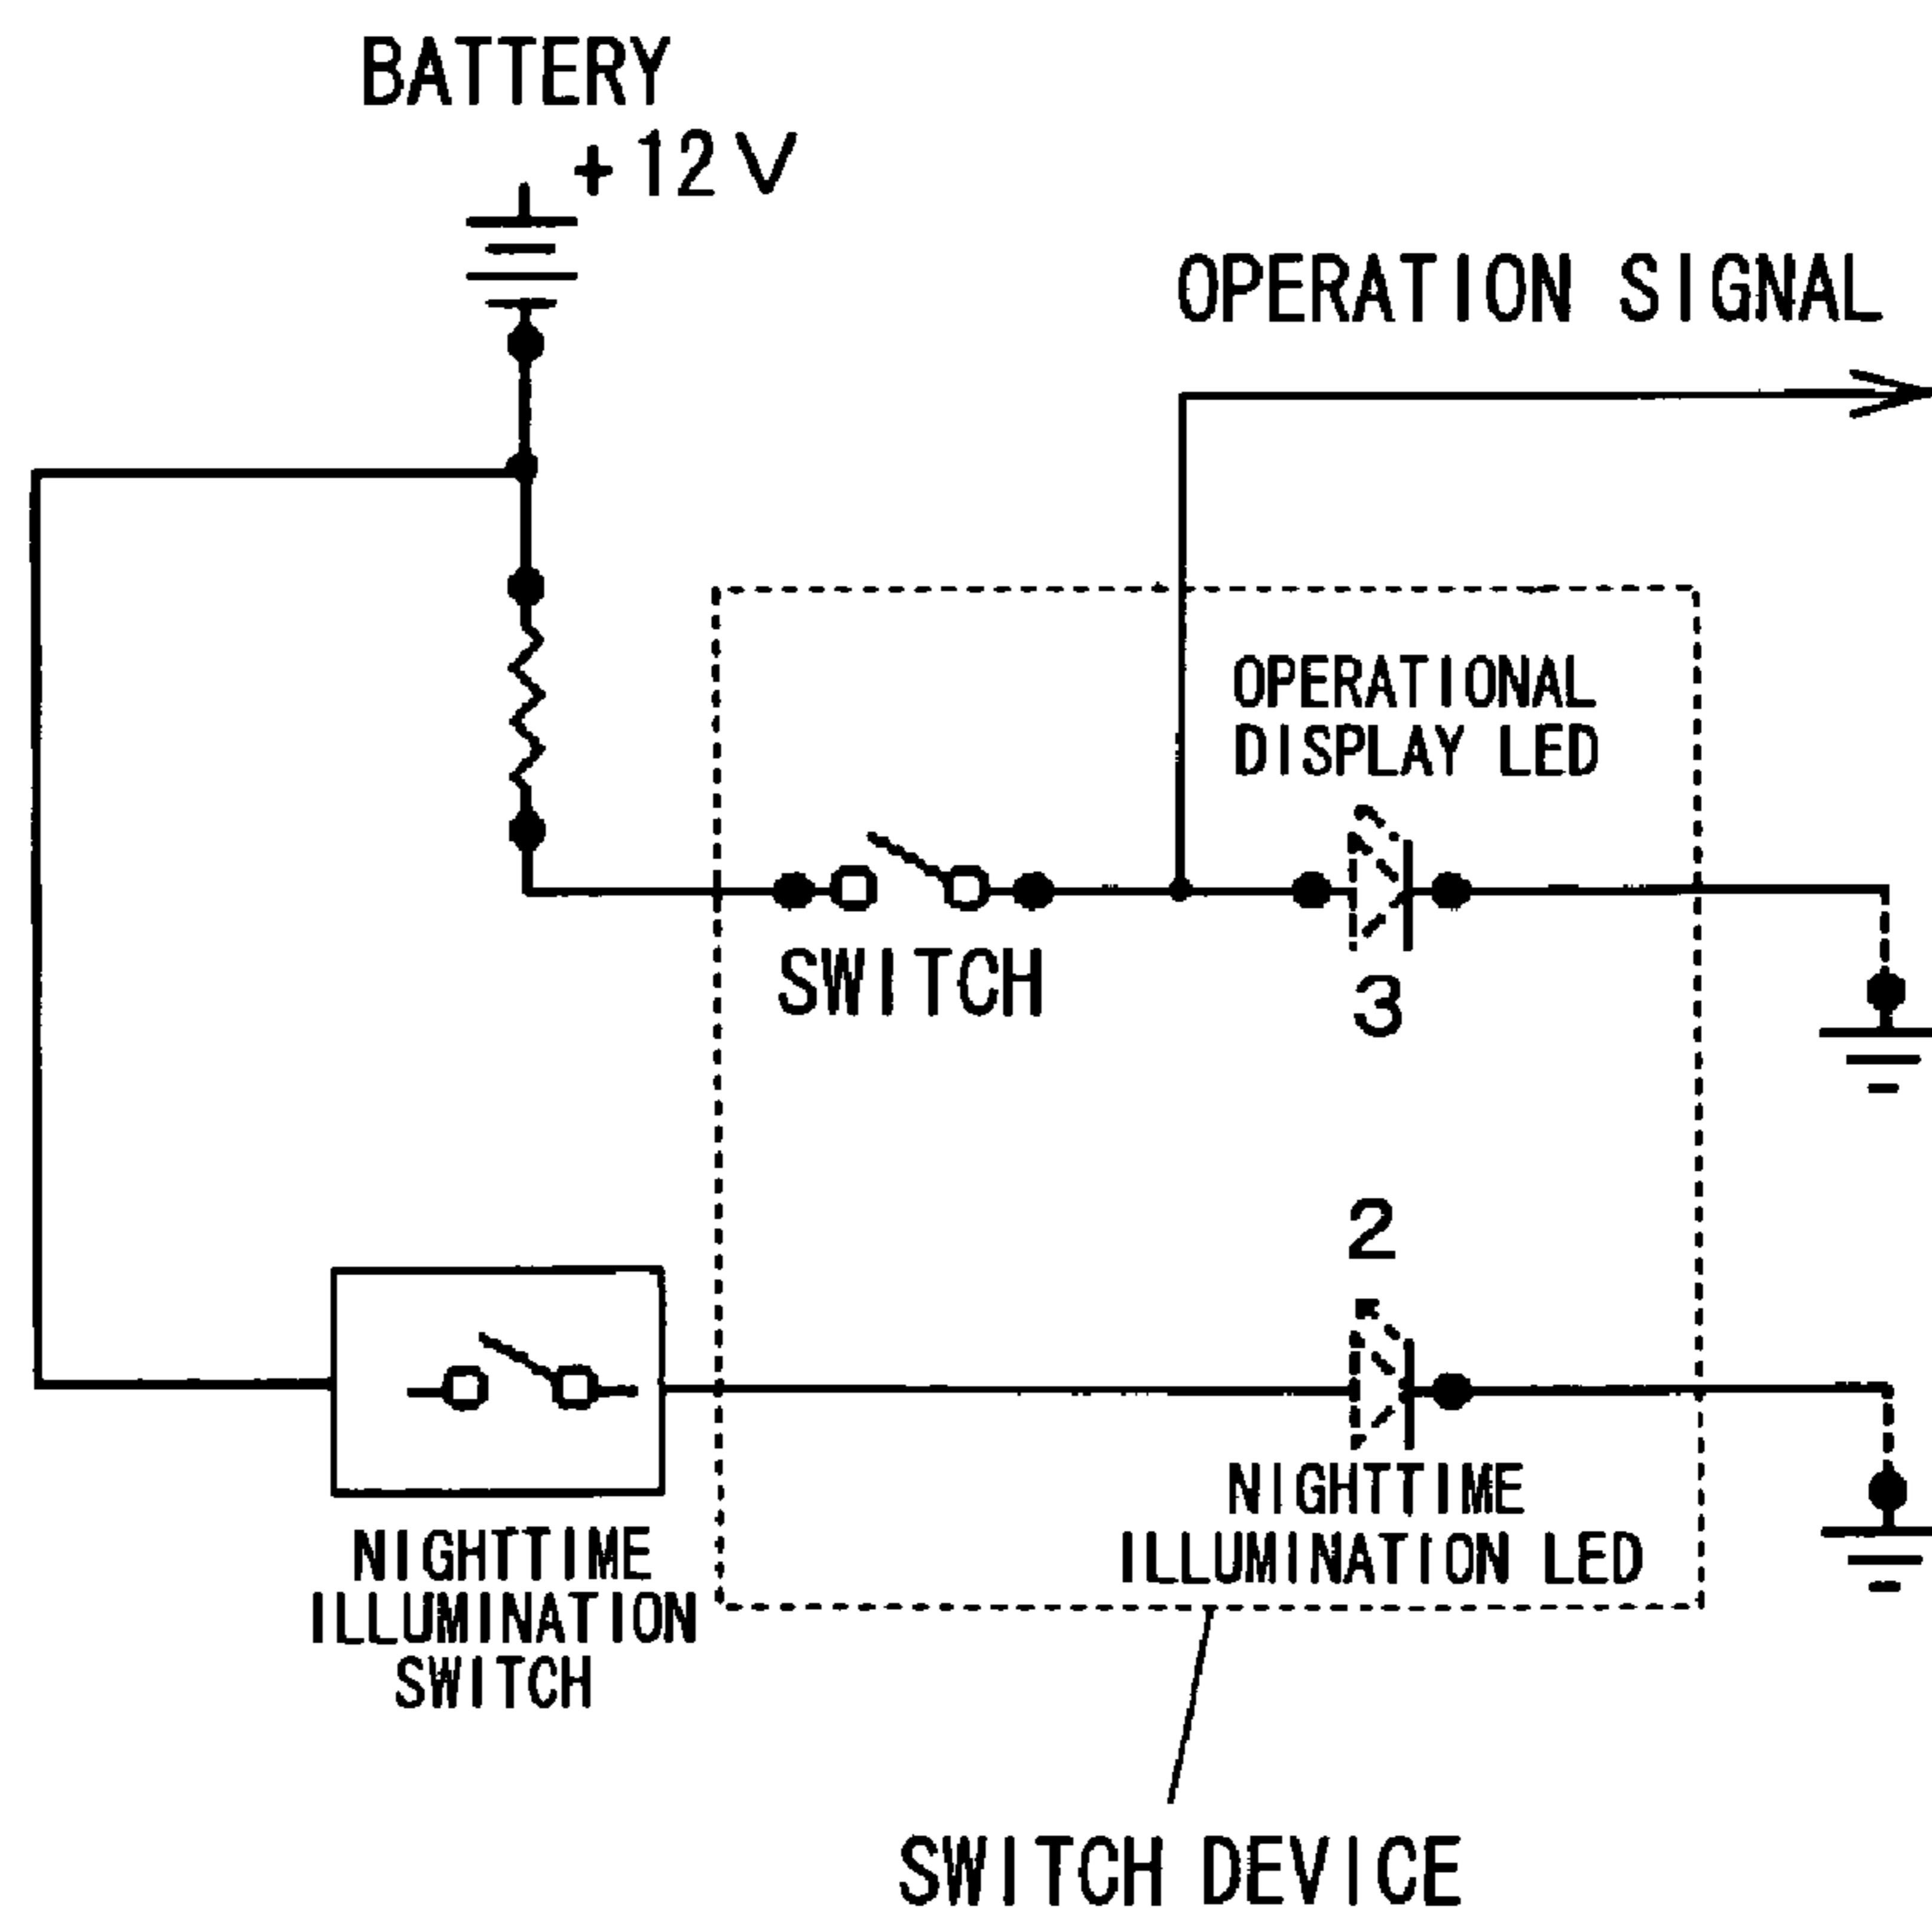 BATTERY
+12V
OPERATION SIGNAL
OPERATIONAL
DISPLAY LED
SWITCH
3
2
NIGHTTIME
ILLUMINATION LED
NIGHTTIME
ILLUMINATION
SWITCH
SWITCH DEVICE